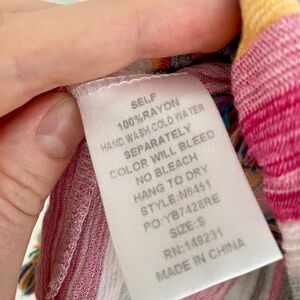 SELF
100%RAYON
HAND WASH COLD WATER
SEPARATELY
COLOR WILL BLEED
NO BLEACH
HANG TO DRY
STYLE:N6451
PO:YB7428RE
SIZE:S
RN:149231
MADE IN CHINA